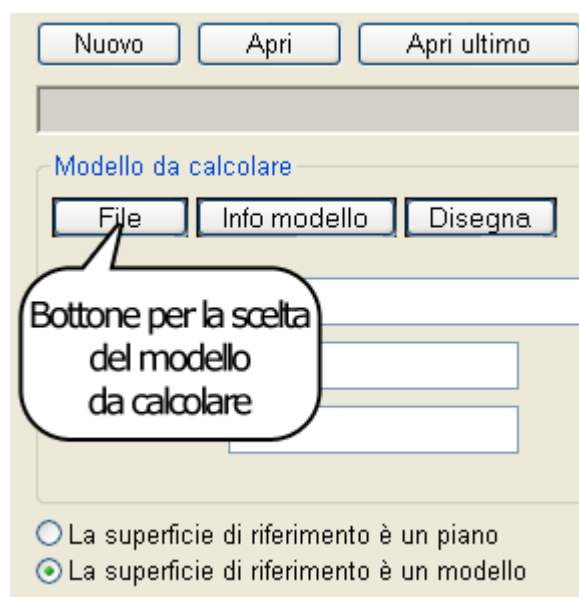 Nuovo Apri Apri ultimo
Modello da calcolare
File Info modello Disegna
Bottone per la scelta
del modello
da calcolare
La superficie di riferimento è un piano
La superficie di riferimento è un modello